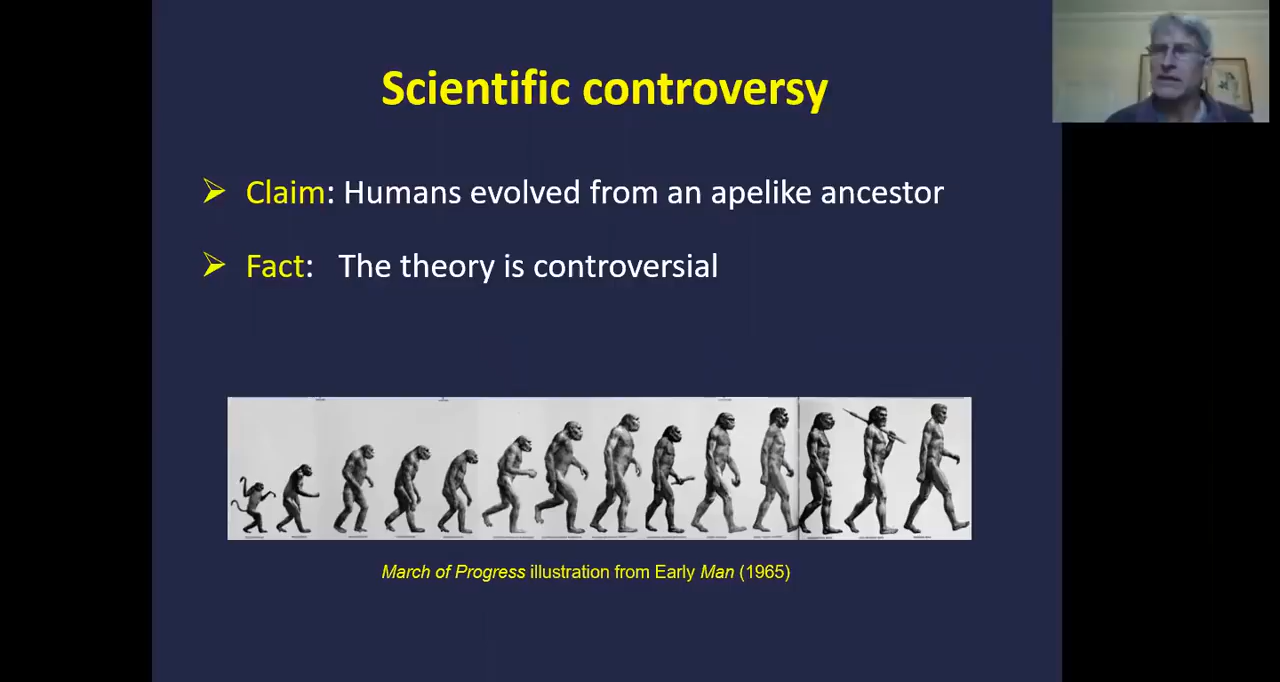 Scientific controversy
➢ Claim: Humans evolved from an apelike ancestor
➢ Fact: The theory is controversial
March of Progress illustration from Early Man (1965)